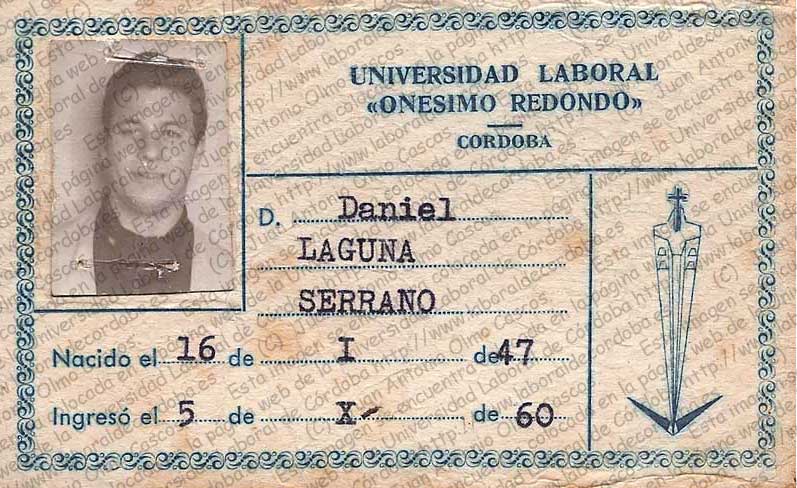 UNIVERSIDAD LABORAL
«ONESIMO REDONDO»
CORDOBA
D. Daniel
LAGUNA
SERRANO
Nacido el 16 de I de 47
Ingresó el 5 de X- de 60